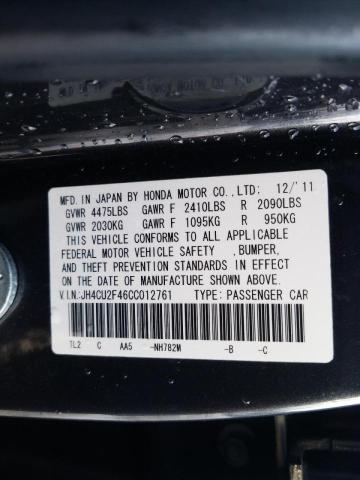 MFD.IN JAPAN BY HONDA MOTOR CO.,LTD: 12/'11
GVWR 4475LBS GAWR F 2410LBS R 2090LBS
GVWR 2030KG GAWR F 1095KG R 950KG
THIS VEHICLE CONFORMS TO ALL APPLICABLE
FEDERAL MOTOR VEHICLE SAFETY ,BUMPER,
AND THEFT PREVENTION STANDARDS IN EFFECT
ON THE DATE OF MANUFACTURE SHOWN ABOVE.
V.I.N:JH4CU2F46CC012761 TYPE: PASSENGER CAR
TL2 C AA5 -NH782M -B -C